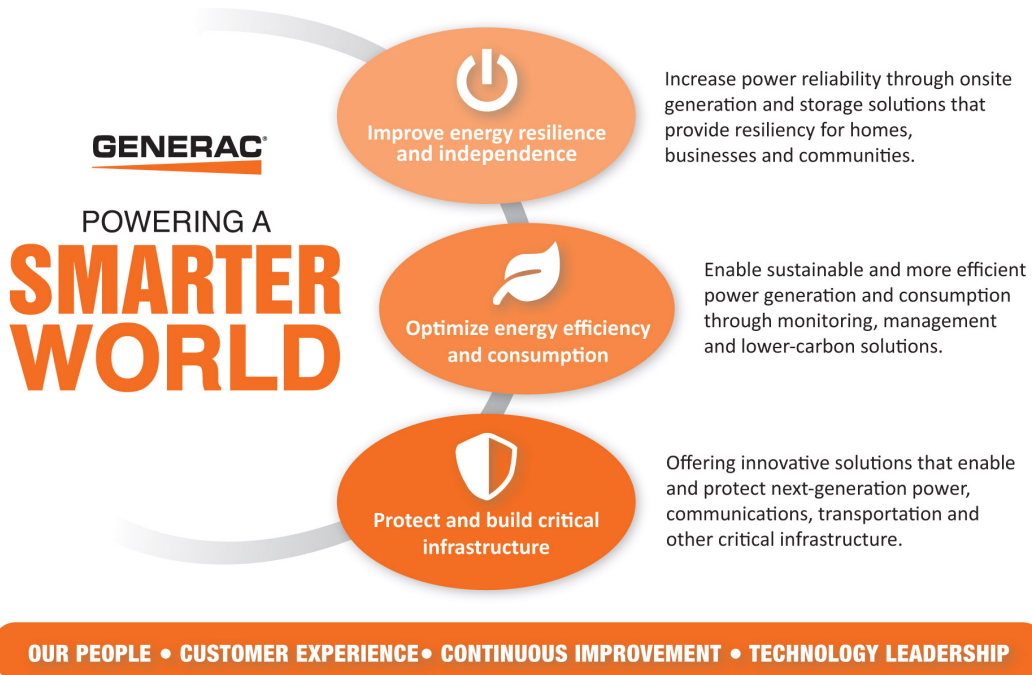 GENERAC®
POWERING A
SMARTER
WORLD
Improve energy resilience
and independence
Increase power reliability through onsite
generation and storage solutions that
provide resiliency for homes,
businesses and communities.
Optimize energy efficiency
and consumption
Enable sustainable and more efficient
power generation and consumption
through monitoring, management
and lower-carbon solutions.
Protect and build critical
infrastructure
Offering innovative solutions that enable
and protect next-generation power,
communications, transportation and
other critical infrastructure.
OUR PEOPLE • CUSTOMER EXPERIENCE• CONTINUOUS IMPROVEMENT • TECHNOLOGY LEADERSHIP